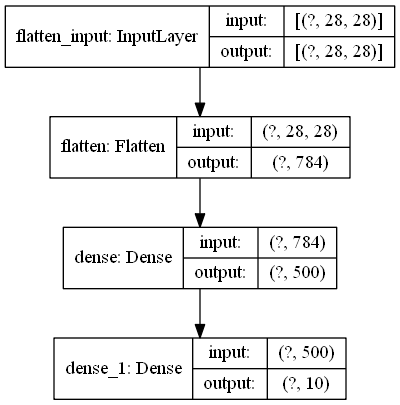 flatten_input: InputLayer
input: [(?, 28, 28)]
output: [(?, 28, 28)]
flatten: Flatten
input: (?, 28, 28)
output: (?, 784)
dense: Dense
input: (?, 784)
output: (?, 500)
dense_1: Dense
input: (?, 500)
output: (?, 10)